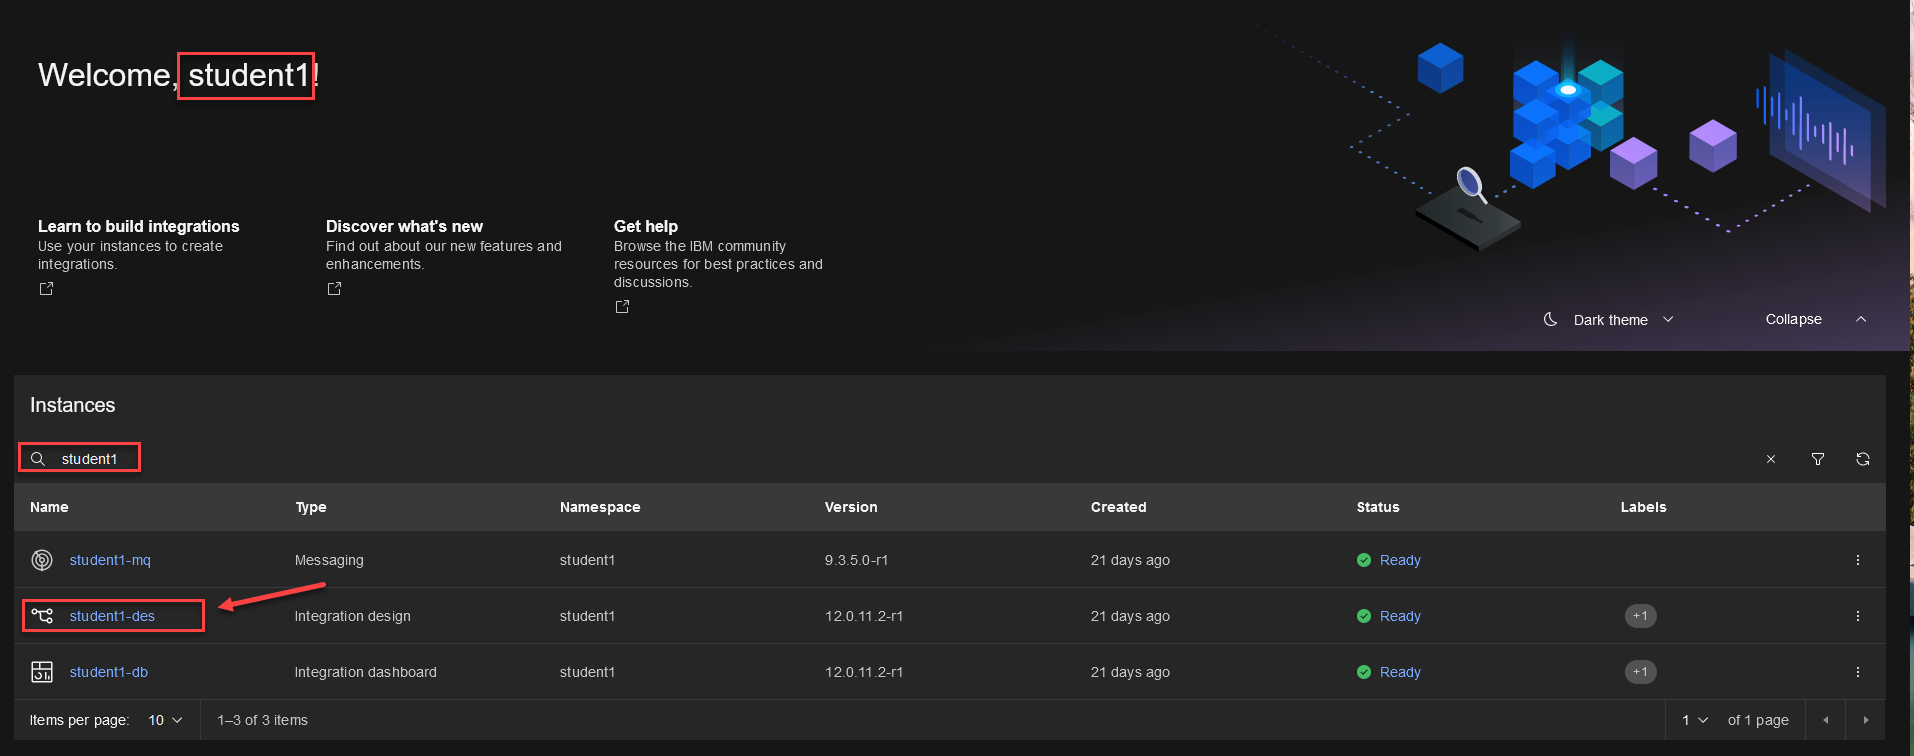 Welcome, student1!
Learn to build integrations
Use your instances to create
integrations.
Discover what's new
Find out about our new features and
enhancements.
Get help
Browse the IBM community
resources for best practices and
discussions.
Dark theme
Collapse
Instances
student1
Name Type Namespace Version Created Status Labels
student1-mq Messaging student1 9.3.5.0-r1 21 days ago Ready
student1-des Integration design student1 12.0.11.2-r1 21 days ago Ready +1
student1-db Integration dashboard student1 12.0.11.2-r1 21 days ago Ready +1
Items per page: 10 1–3 of 3 items 1 of 1 page